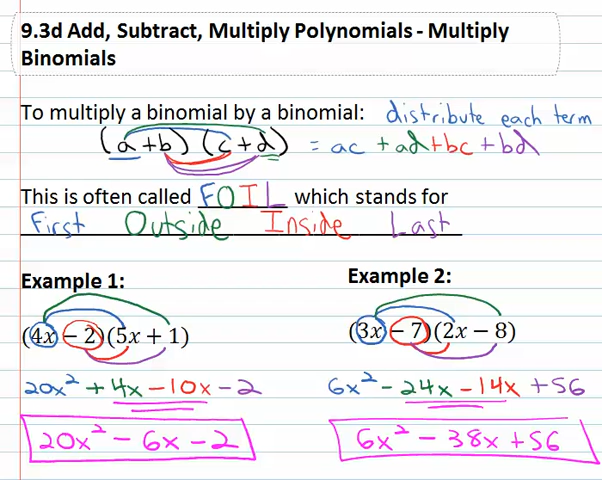 9.3d Add, Subtract, Multiply Polynomials - Multiply
Binomials
To multiply a binomial by a binomial: distribute each term
(a+b)(c+d) = ac +ad+bc+bd
This is often called FOIL which stands for
First Outside Inside Last
Example 1: Example 2:
(4x − 2)(5x + 1) (3x − 7)(2x − 8)
20x² + 4x − 10x − 2 6x² − 24x − 14x + 56
20x² − 6x − 2 6x² − 38x + 56